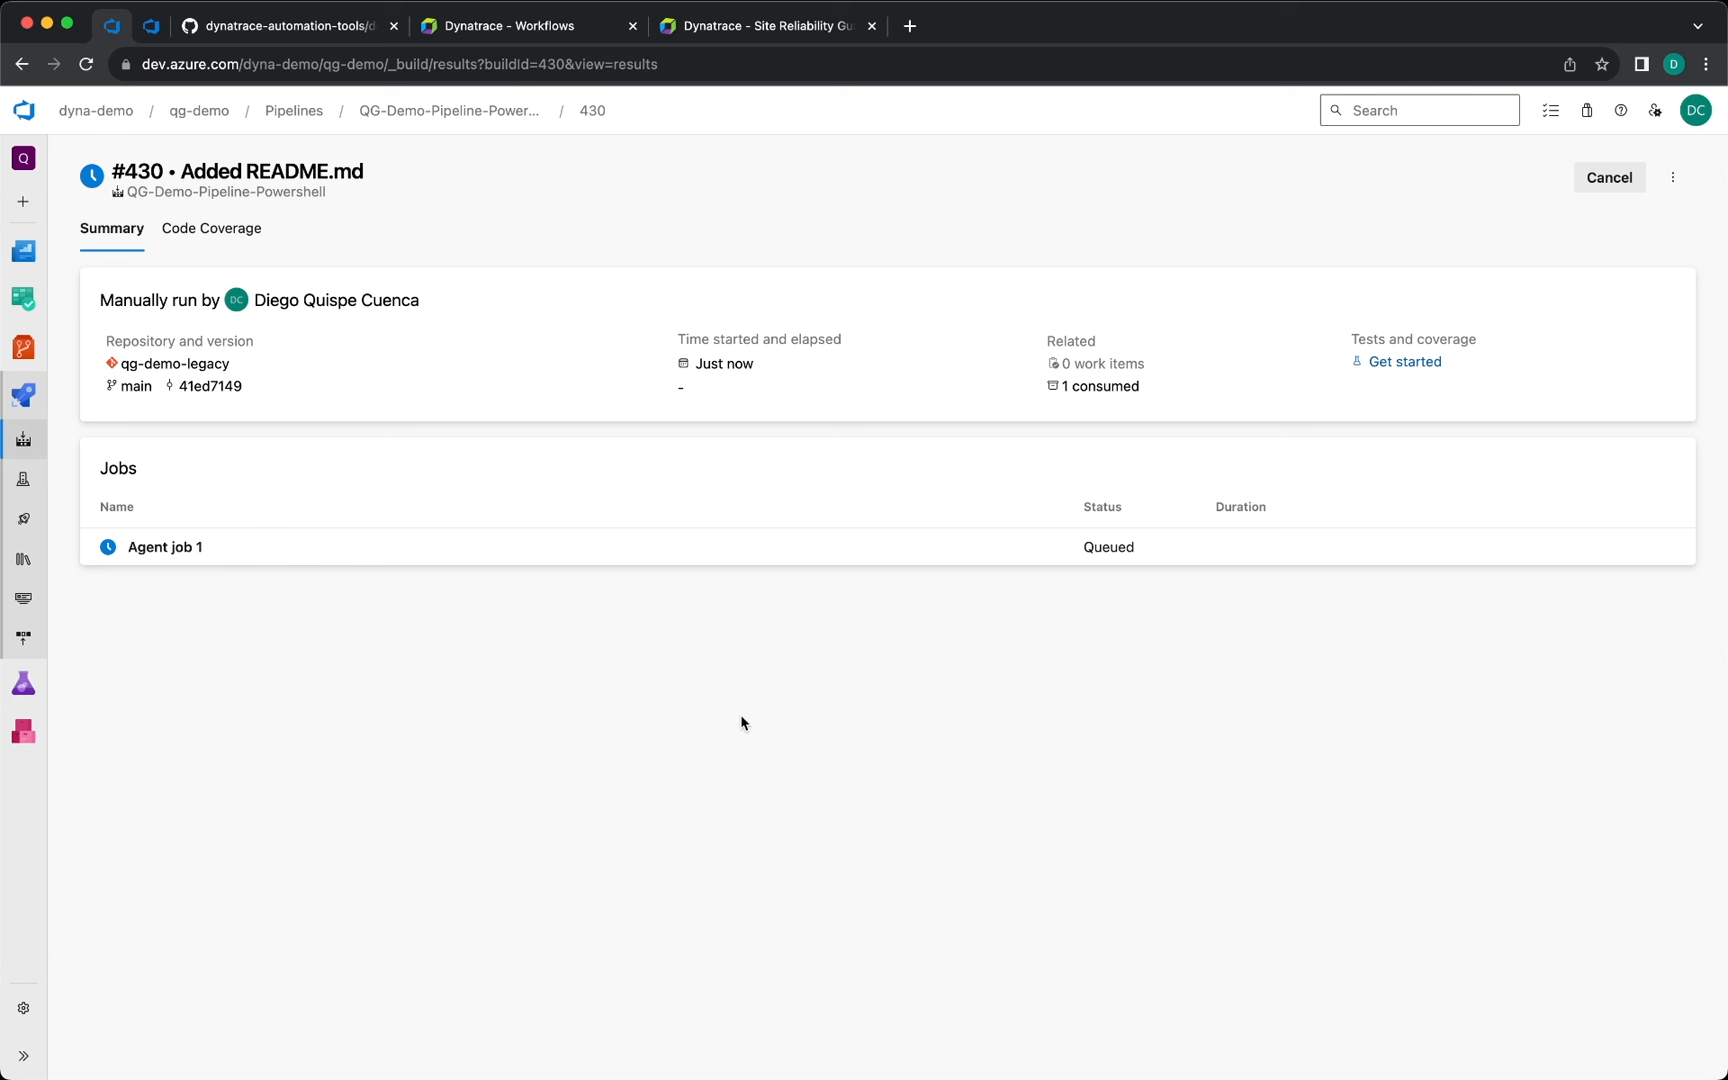 dynatrace-automation-tools/d
Dynatrace - Workflows
Dynatrace - Site Reliability Gu
dev.azure.com/dyna-demo/qg-demo/_build/results?buildId=430&view=results
D
dyna-demo / qg-demo / Pipelines / QG-Demo-Pipeline-Power... / 430
Search
DC
Q
#430 • Added README.md
QG-Demo-Pipeline-Powershell
Cancel
Summary
Code Coverage
Manually run by DC Diego Quispe Cuenca
Repository and version
qg-demo-legacy
main 41ed7149
Time started and elapsed
Just now
-
Related
0 work items
1 consumed
Tests and coverage
Get started
Jobs
Name Status Duration
Agent job 1 Queued